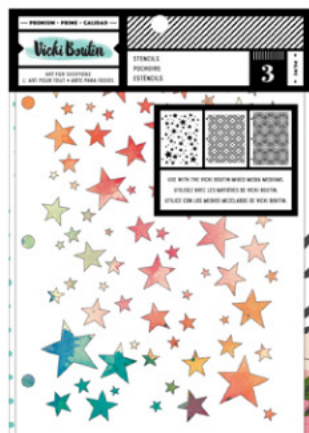 PREMIUM • PRIME • CALIDAD
Vicki Boutin
ART FOR EVERYONE
L'ART POUR TOUT • ARTE PARA TODOS
STENCILS
POCHOIRS
ESTÉNCILS
3
USE WITH THE VICKI BOUTIN MIXED MEDIA MEDIUMS.
UTILISEZ AVEC LES MATIÈRES DE VICKI BOUTIN.
UTILICE CON LOS MEDIOS MEZCLADOS DE VICKI BOUTIN.